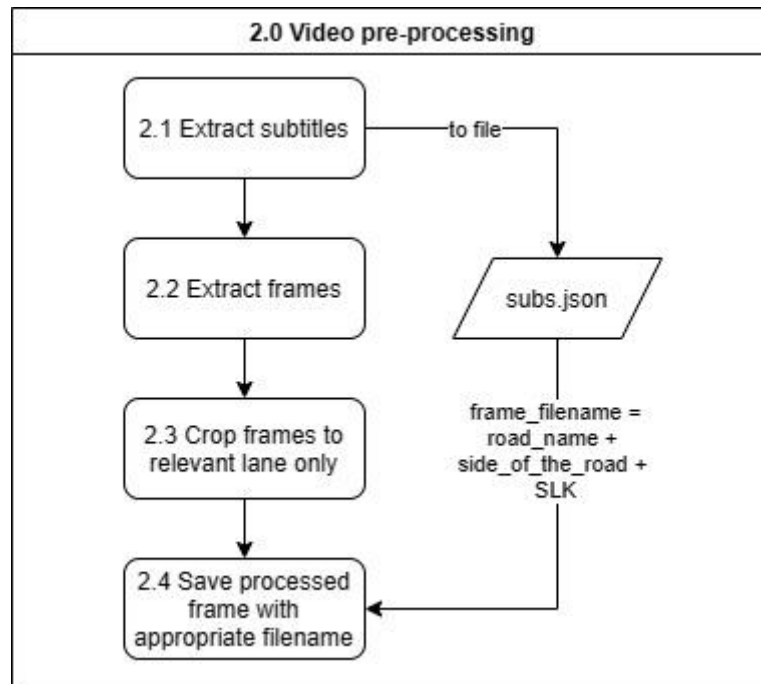 2.0 Video pre-processing
2.1 Extract subtitles
to file
2.2 Extract frames
subs.json
2.3 Crop frames to
relevant lane only
frame_filename =
road_name +
side_of_the_road +
SLK
2.4 Save processed
frame with
appropriate filename